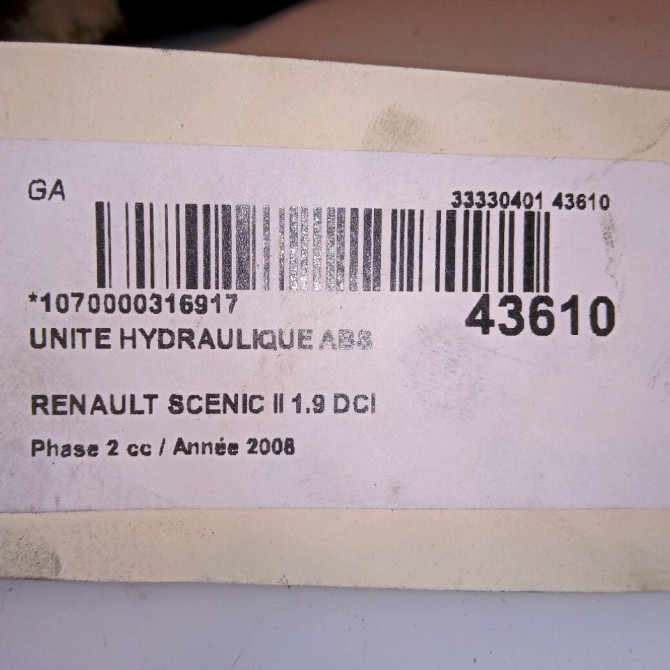 GA
33330401 43610
*1070000316917
43610
UNITE HYDRAULIQUE ABS
RENAULT SCENIC II 1.9 DCI
Phase 2 cc / Année 2008